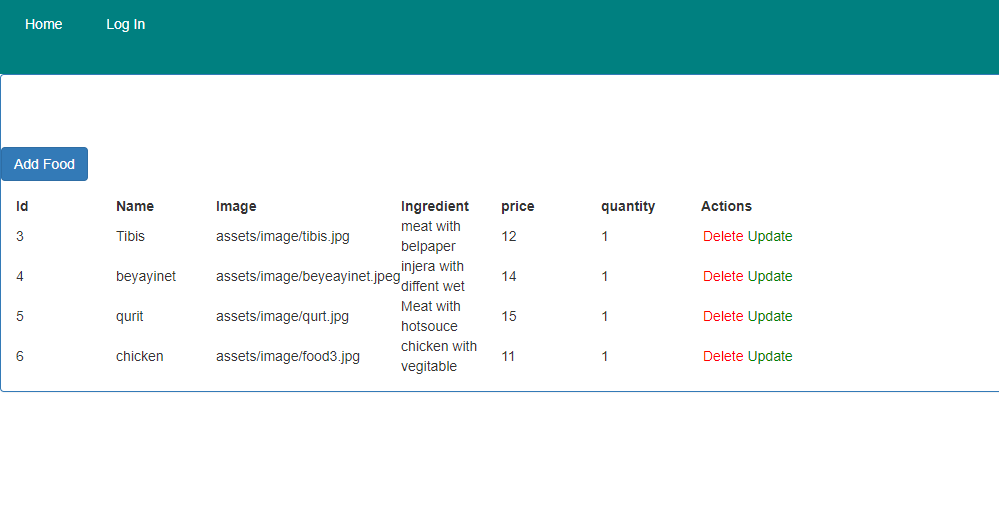 Home Log In
Add Food
Id Name Image Ingredient price quantity Actions
3 Tibis assets/image/tibis.jpg meat with belpaper 12 1 Delete Update
4 beyayinet assets/image/beyeayinet.jpeg injera with diffent wet 14 1 Delete Update
5 qurit assets/image/qurt.jpg Meat with hotsouce 15 1 Delete Update
6 chicken assets/image/food3.jpg chicken with vegitable 11 1 Delete Update